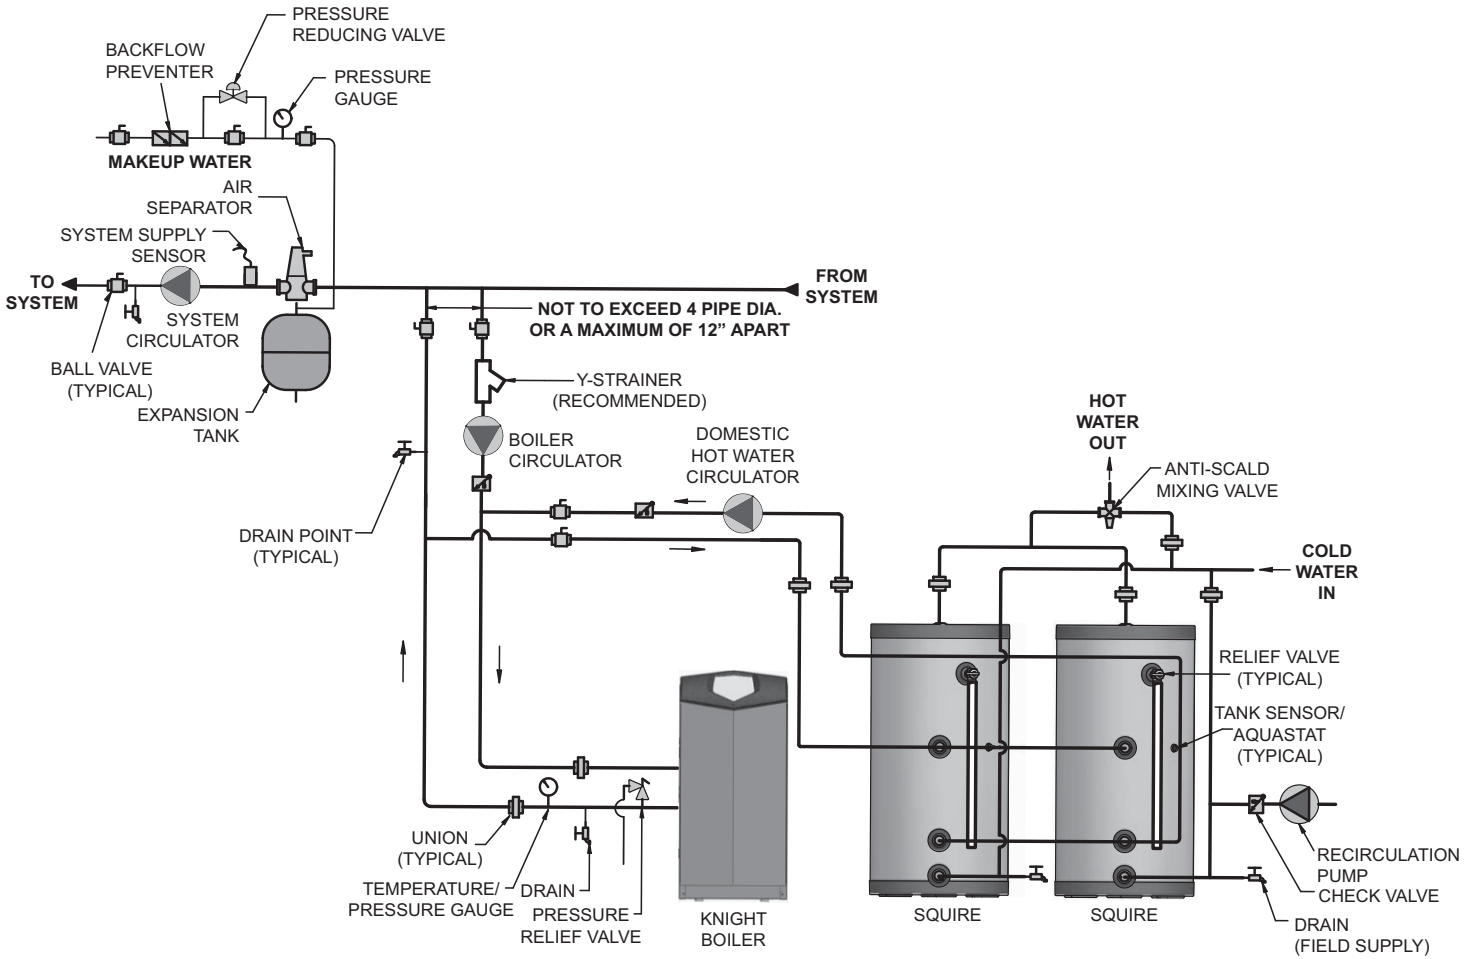 PRESSURE
REDUCING VALVE
BACKFLOW
PREVENTER
PRESSURE
GAUGE
MAKEUP WATER
AIR
SEPARATOR
SYSTEM SUPPLY
SENSOR
TO
SYSTEM
FROM
SYSTEM
NOT TO EXCEED 4 PIPE DIA.
OR A MAXIMUM OF 12” APART
SYSTEM
CIRCULATOR
BALL VALVE
(TYPICAL)
EXPANSION
TANK
Y-STRAINER
(RECOMMENDED)
BOILER
CIRCULATOR
DOMESTIC
HOT WATER
CIRCULATOR
HOT
WATER
OUT
ANTI-SCALD
MIXING VALVE
DRAIN POINT
(TYPICAL)
COLD
WATER
IN
RELIEF VALVE
(TYPICAL)
TANK SENSOR/
AQUASTAT
(TYPICAL)
UNION
(TYPICAL)
TEMPERATURE/
PRESSURE GAUGE
DRAIN
PRESSURE
RELIEF VALVE
KNIGHT
BOILER
SQUIRE
SQUIRE
RECIRCULATION
PUMP
CHECK VALVE
DRAIN
(FIELD SUPPLY)